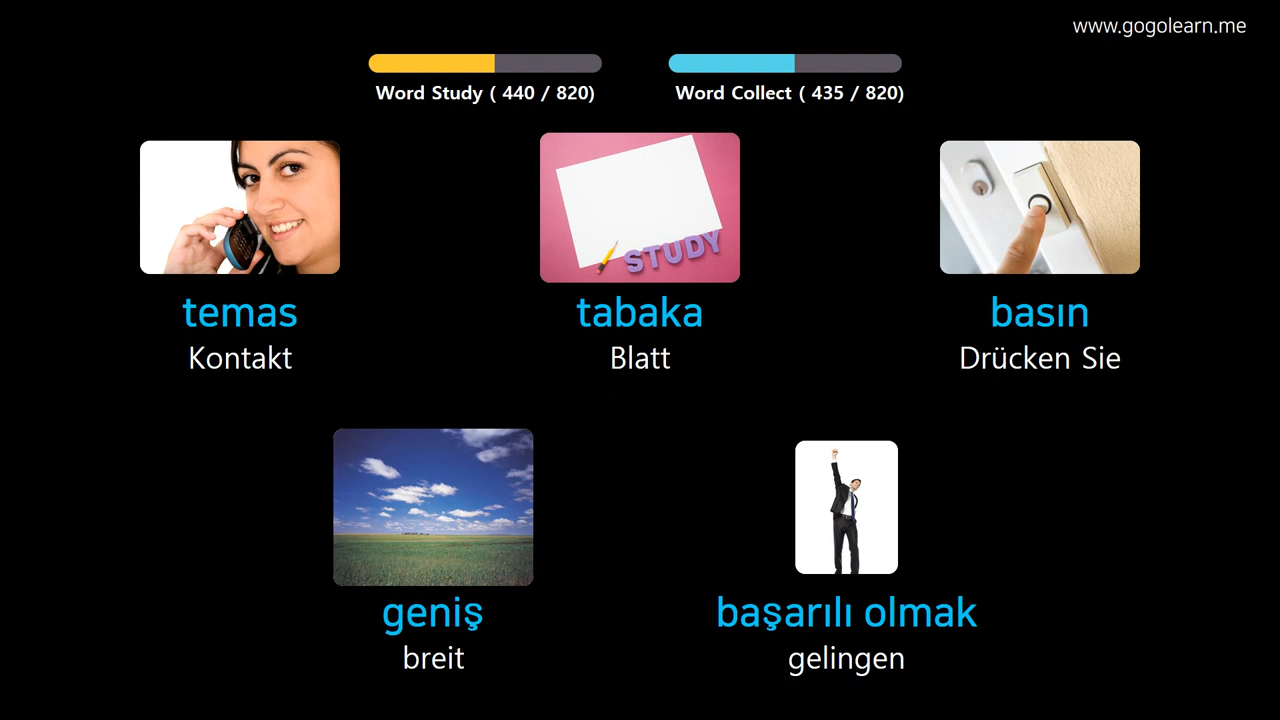 www.gogolearn.me
Word Study ( 440 / 820)
Word Collect ( 435 / 820)
STUDY
temas
Kontakt
tabaka
Blatt
basın
Drücken Sie
geniş
breit
başarılı olmak
gelingen